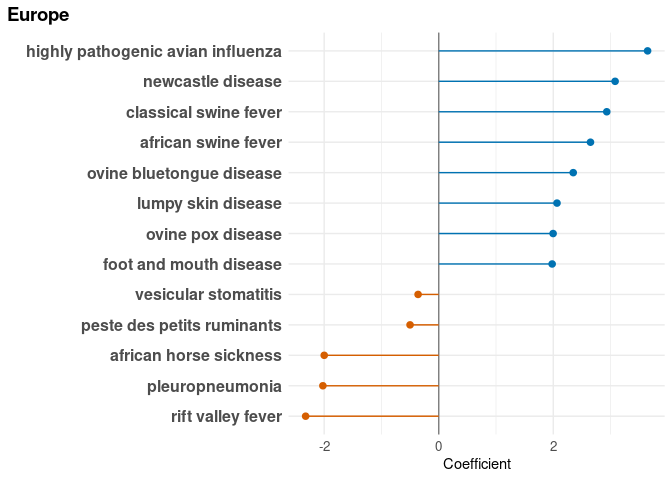 Europe
highly pathogenic avian influenza
newcastle disease
classical swine fever
african swine fever
ovine bluetongue disease
lumpy skin disease
ovine pox disease
foot and mouth disease
vesicular stomatitis
peste des petits ruminants
african horse sickness
pleuropneumonia
rift valley fever
-2 0 2
Coefficient